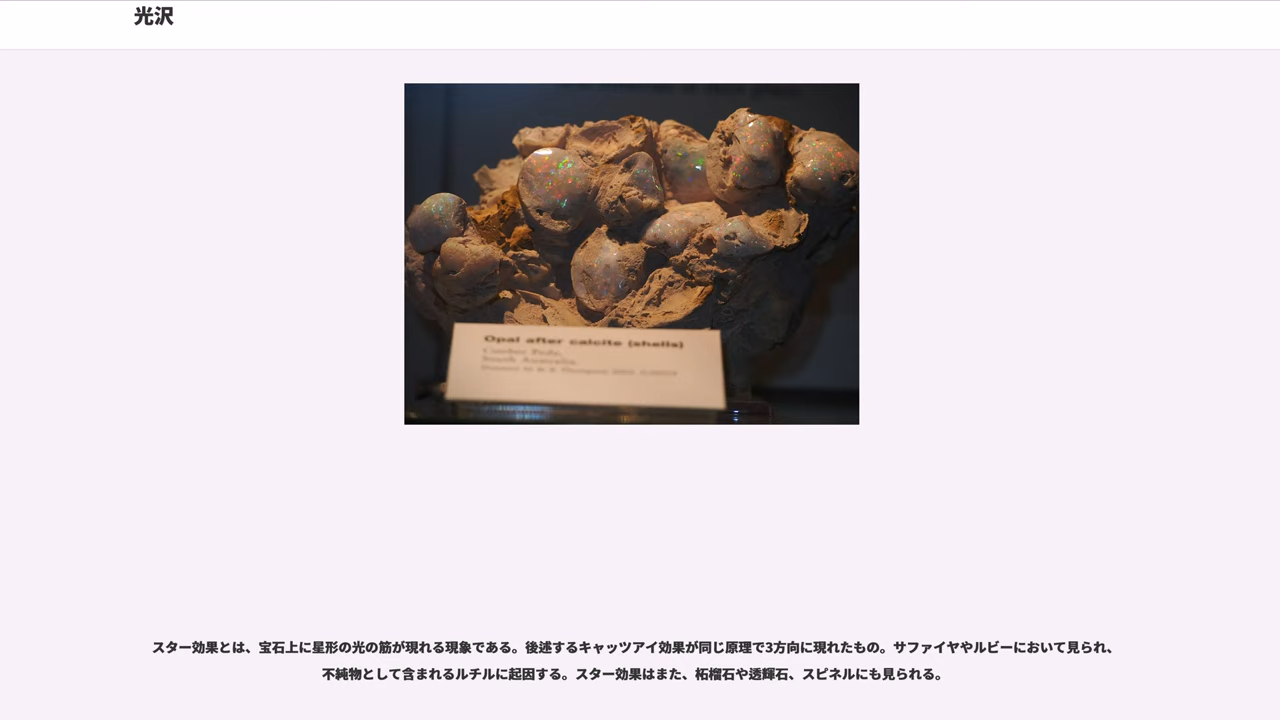 光沢
Opal after calcite (shells)
Coober Pedy,
South Australia.
スター効果とは、宝石上に星形の光の筋が現れる現象である。後述するキャッツアイ効果が同じ原理で3方向に現れたもの。サファイヤやルビーにおいて見られ、
不純物として含まれるルチルに起因する。スター効果はまた、柘榴石や透輝石、スピネルにも見られる。